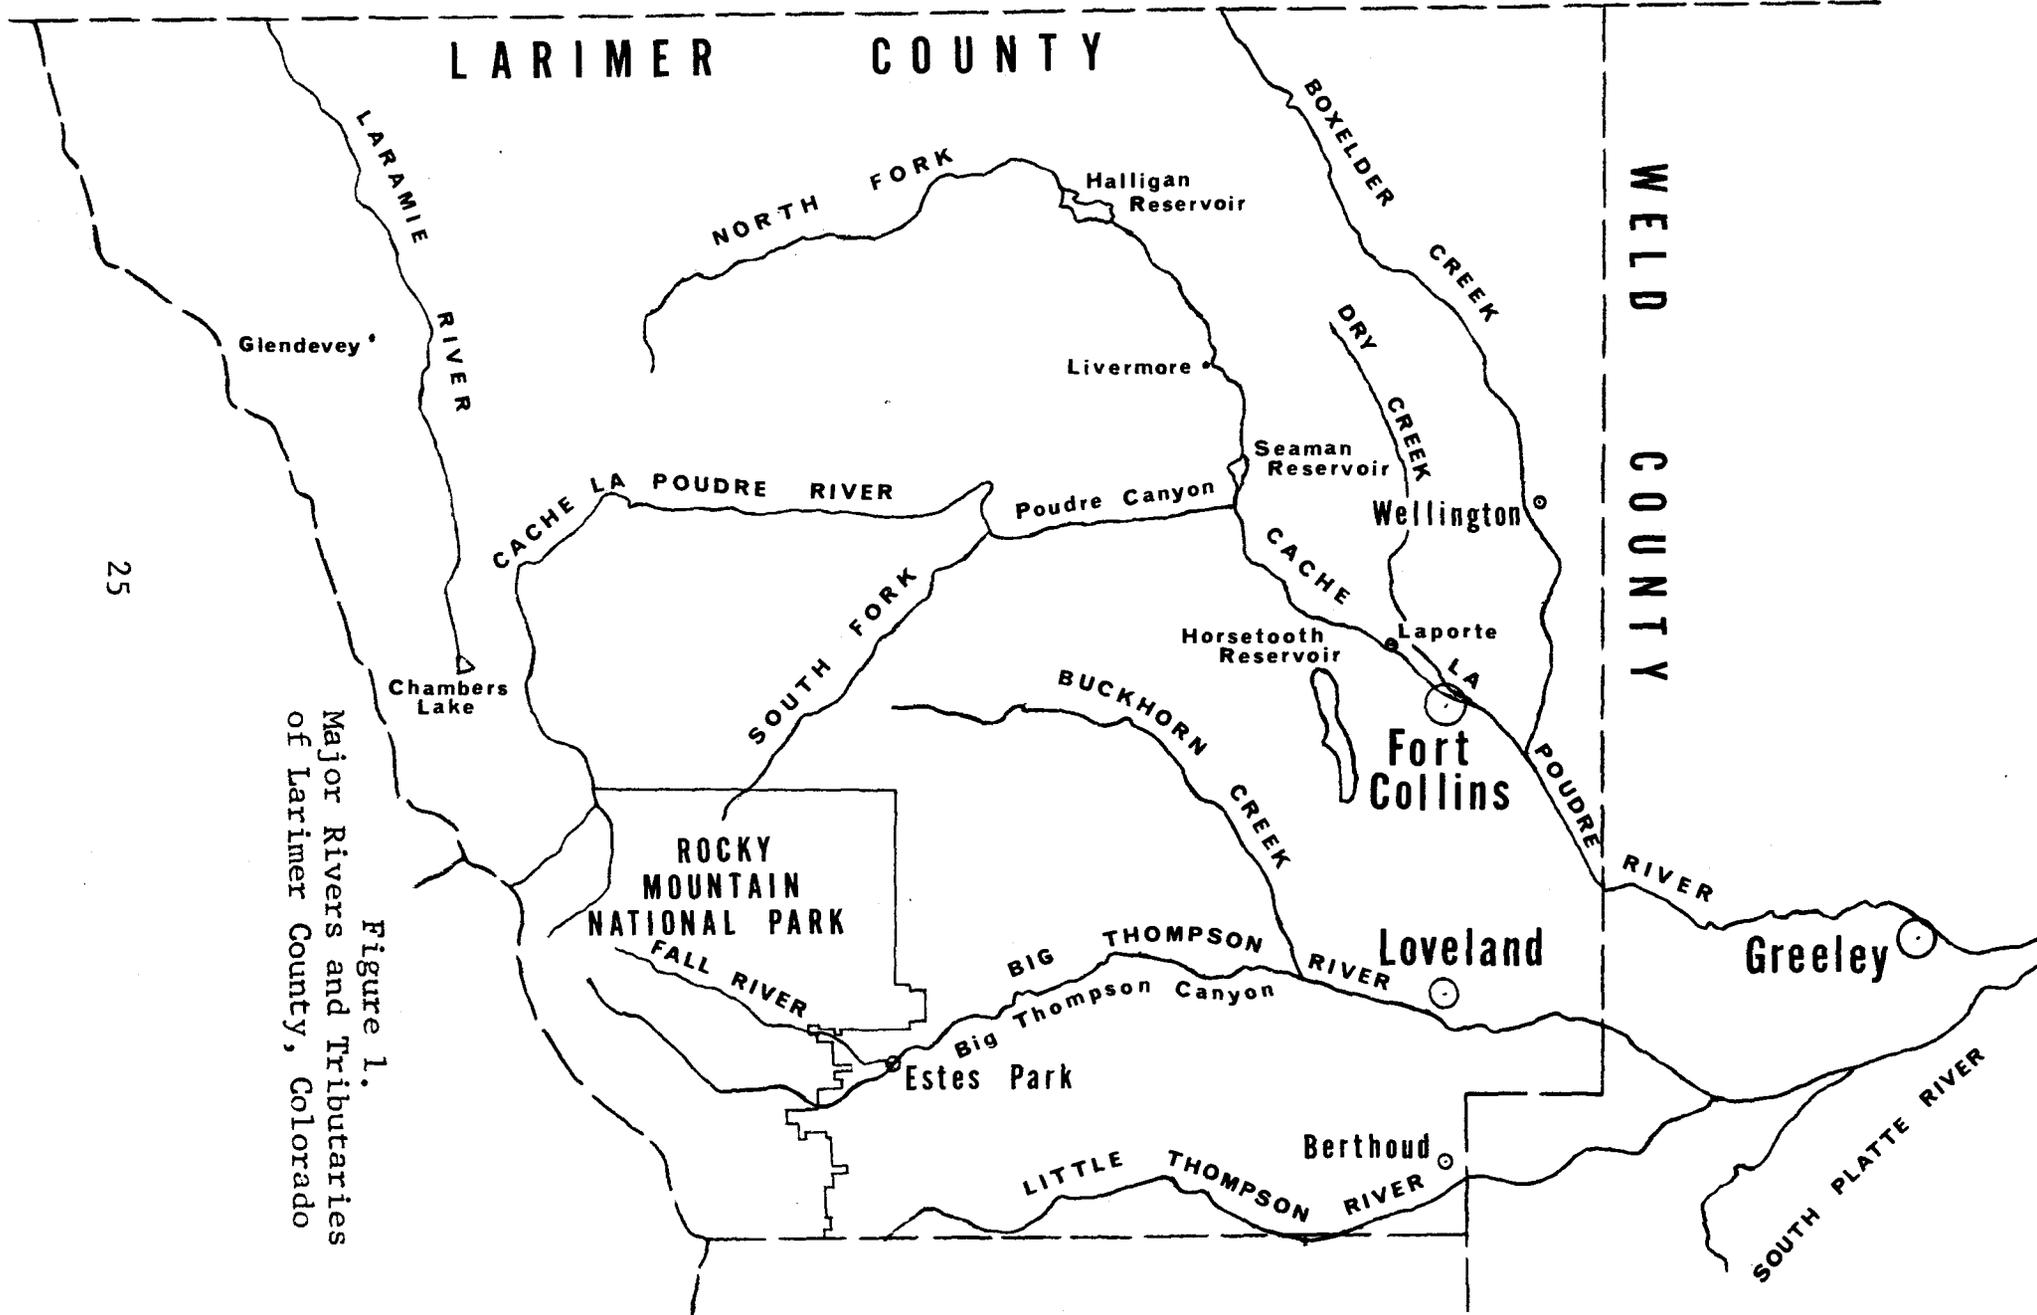 LARIMER COUNTY
WELD COUNTY
LARAMIE RIVER
NORTH FORK
Halligan
Reservoir
BOXELDER CREEK
DRY CREEK
Glendevey
Livermore
Seaman
Reservoir
CACHE LA POUDRE RIVER
Poudre Canyon
Wellington
CACHE LA POUDRE RIVER
Laporte
Horsetooth
Reservoir
SOUTH FORK
Chambers
Lake
BUCKHORN CREEK
Fort
Collins
ROCKY
MOUNTAIN
NATIONAL PARK
FALL RIVER
BIG THOMPSON RIVER
Big Thompson Canyon
Loveland
Greeley
Estes Park
Berthoud
LITTLE THOMPSON RIVER
SOUTH PLATTE RIVER
Figure 1.
Major Rivers and Tributaries
of Larimer County, Colorado
25